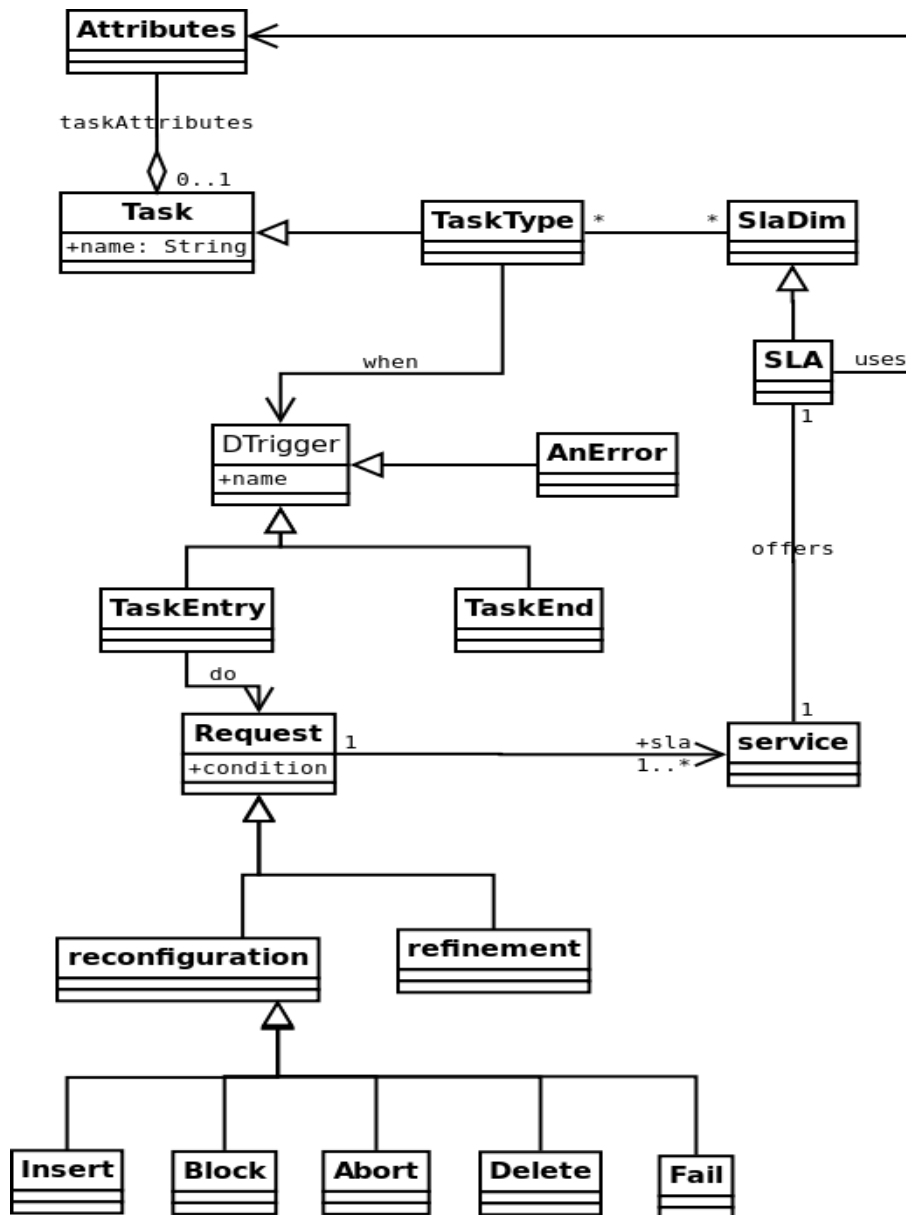 Attributes
taskAttributes
0..1
Task
+name: String
TaskType
*
*
SlaDim
when
SLA
uses
1
DTrigger
+name
AnError
offers
TaskEntry
TaskEnd
do
Request
+condition
1
+sla
1..*
1
service
reconfiguration
refinement
Insert
Block
Abort
Delete
Fail